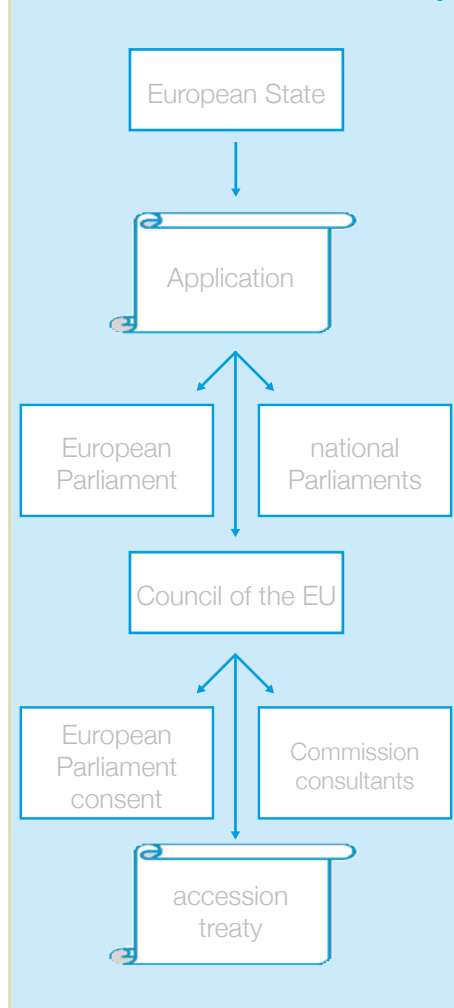 European State
Application
European
Parliament
national
Parliaments
Council of the EU
European
Parliament
consent
Commission
consultants
accession
treaty